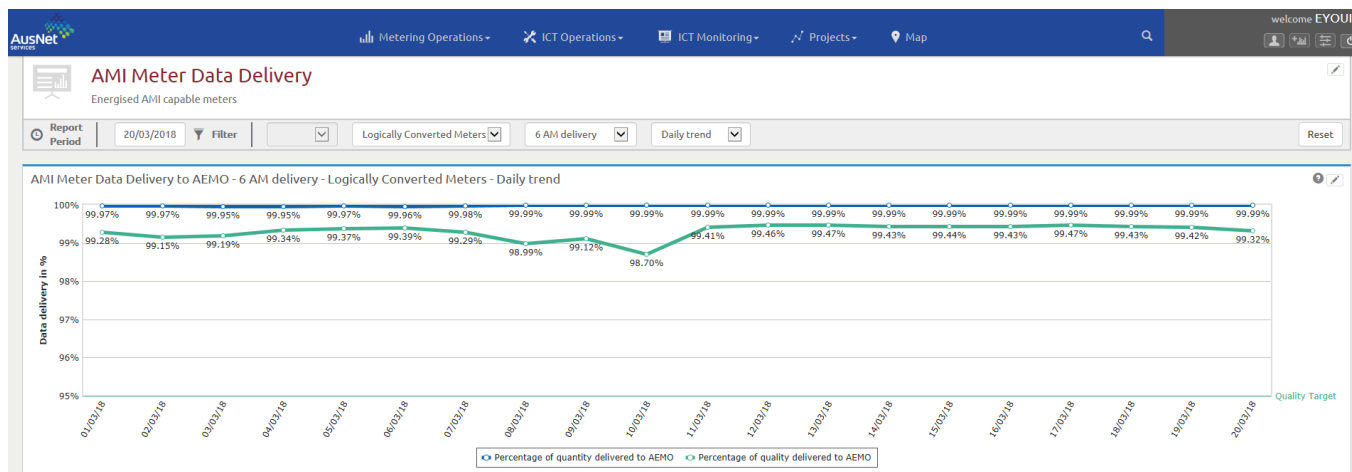 AusNet
services
Metering Operations
ICT Operations
ICT Monitoring
Projects
Map
welcome EYOUI
AMI Meter Data Delivery
Energised AMI capable meters
Report Period
20/03/2018
Filter
Logically Converted Meters
6 AM delivery
Daily trend
Reset
AMI Meter Data Delivery to AEMO - 6 AM delivery - Logically Converted Meters - Daily trend
Data delivery in %
100%
99%
98%
97%
96%
95%
99.97% 99.97% 99.95% 99.95% 99.97% 99.96% 99.98% 99.99% 99.99% 99.99% 99.99% 99.99% 99.99% 99.99% 99.99% 99.99% 99.99% 99.99% 99.99% 99.99%
99.28% 99.15% 99.19% 99.34% 99.37% 99.39% 99.29% 98.99% 99.12% 98.70% 99.41% 99.46% 99.47% 99.43% 99.44% 99.43% 99.47% 99.43% 99.42% 99.32%
Quality Target
01/03/18 02/03/18 03/03/18 04/03/18 05/03/18 06/03/18 07/03/18 08/03/18 09/03/18 10/03/18 11/03/18 12/03/18 13/03/18 14/03/18 15/03/18 16/03/18 17/03/18 18/03/18 19/03/18 20/03/18
Percentage of quantity delivered to AEMO
Percentage of quality delivered to AEMO